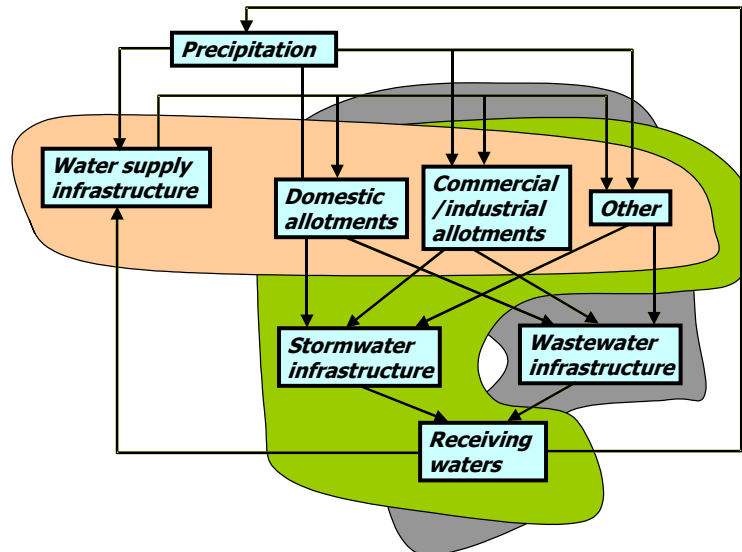 Precipitation
Water supply
infrastructure
Domestic
allotments
Commercial
/industrial
allotments
Other
Stormwater
infrastructure
Wastewater
infrastructure
Receiving
waters